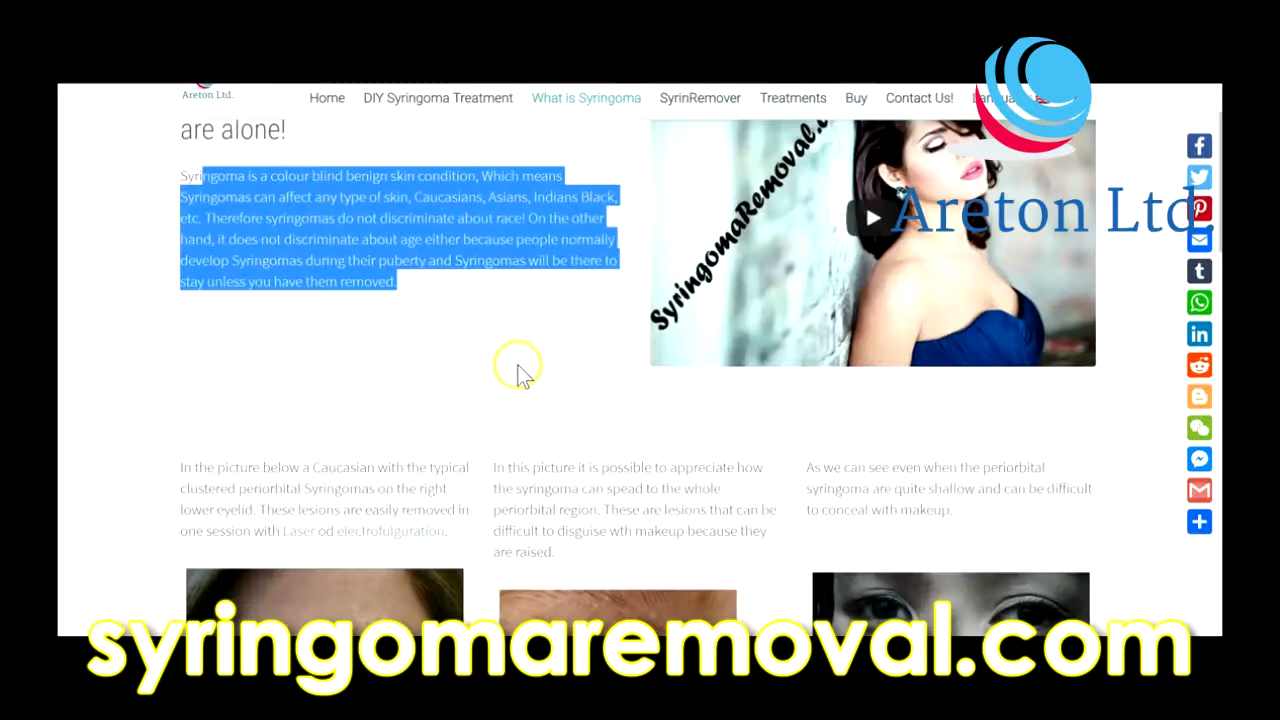 Areton Ltd.
Home DIY Syringoma Treatment What is Syringoma SyrinRemover Treatments Buy Contact Us!
are alone!
Syringoma is a colour blind benign skin condition, Which means
Syringomas can affect any type of skin, Caucasians, Asians, Indians Black,
etc. Therefore syringomas do not discriminate about race! On the other
hand, it does not discriminate about age either because people normally
develop Syringomas during their puberty and Syringomas will be there to
stay unless you have them removed.
SyringomaRemoval.c
Areton Ltd.
In the picture below a Caucasian with the typical
clustered periorbital Syringomas on the right
lower eyelid. These lesions are easily removed in
one session with Laser od electrofulguration.
In this picture it is possible to appreciate how
the syringoma can spead to the whole
periorbital region. These are lesions that can be
difficult to disguise wth makeup because they
are raised.
As we can see even when the periorbital
syringoma are quite shallow and can be difficult
to conceal with makeup.
syringomaremoval.com